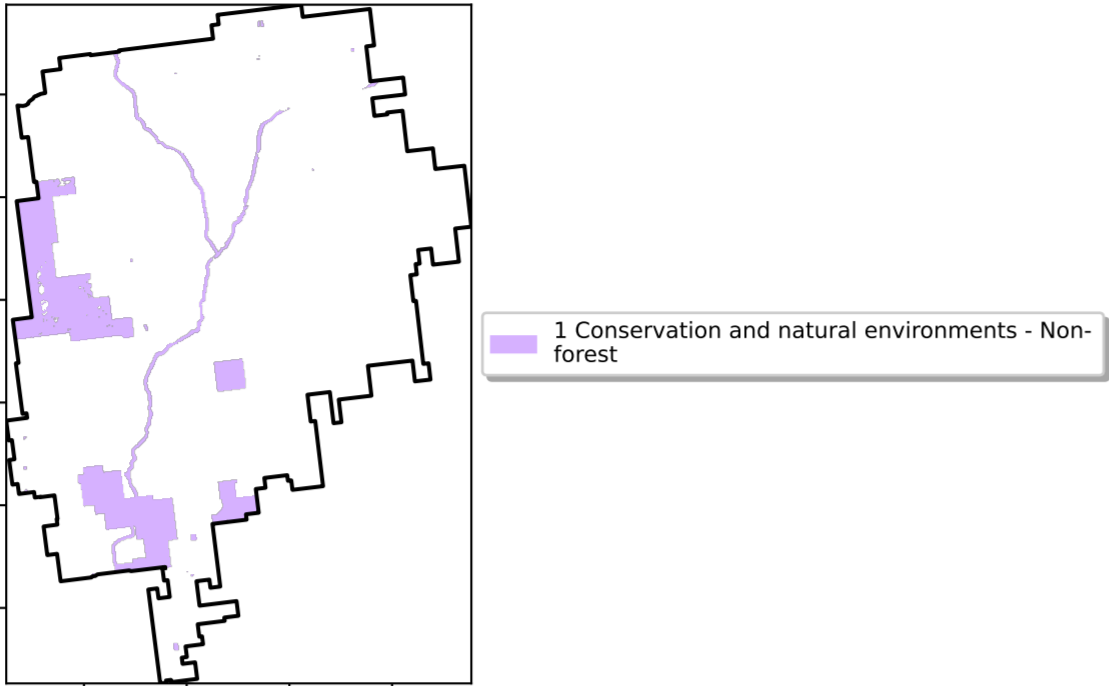 1 Conservation and natural environments - Non-
forest